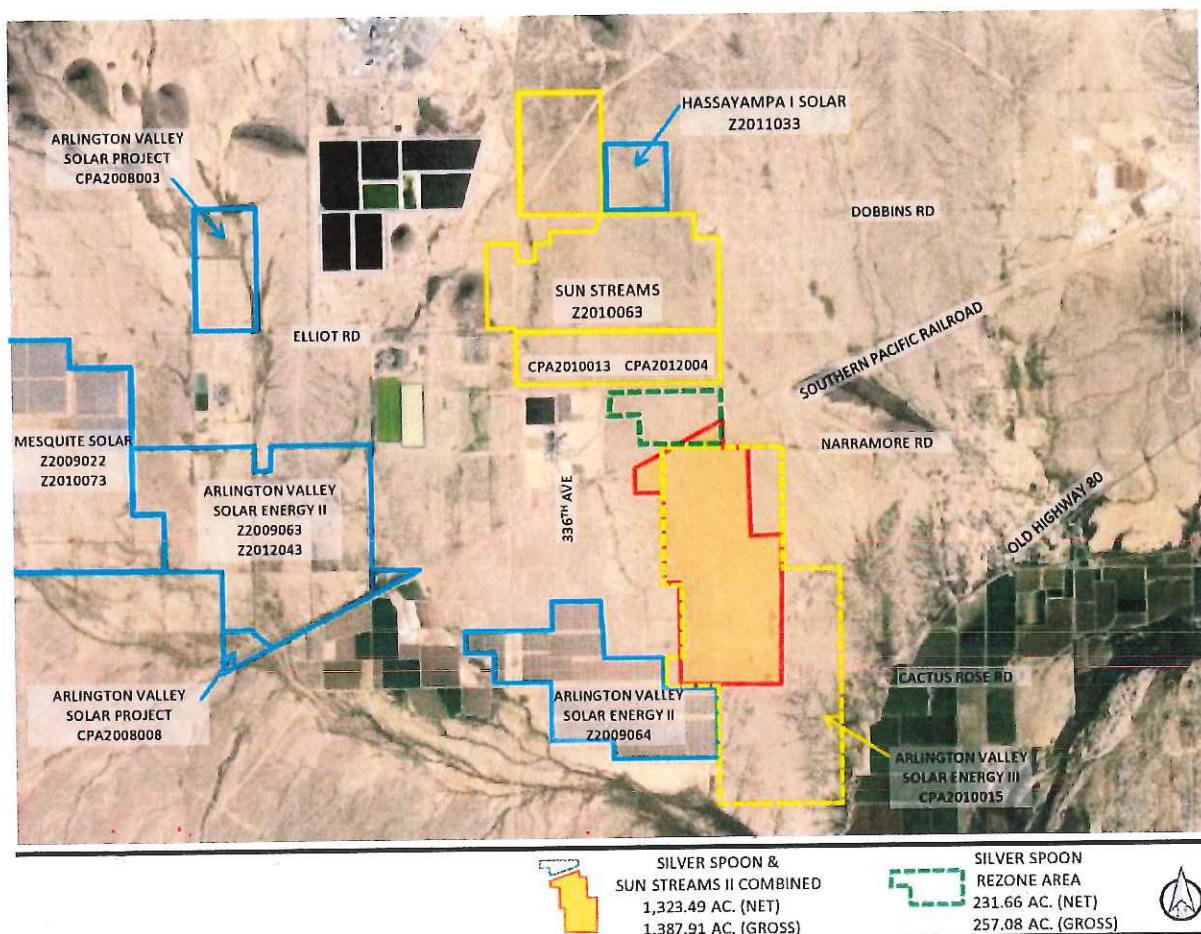 HASSAYAMPA I SOLAR
Z2011033
ARLINGTON VALLEY
SOLAR PROJECT
CPA2008003
DOBBINS RD
SUN STREAMS
Z2010063
ELLIOT RD
SOUTHERN PACIFIC RAILROAD
CPA2010013 CPA2012004
MESQUITE SOLAR
Z2009022
Z2010073
NARRAMORE RD
ARLINGTON VALLEY
SOLAR ENERGY II
Z2009063
Z2012043
336TH AVE
OLD HIGHWAY 80
CACTUS ROSE RD
ARLINGTON VALLEY
SOLAR PROJECT
CPA2008008
ARLINGTON VALLEY
SOLAR ENERGY II
Z2009064
ARLINGTON VALLEY
SOLAR ENERGY III
CPA2010015
SILVER SPOON &
SUN STREAMS II COMBINED
1,323.49 AC. (NET)
1,387.91 AC. (GROSS)
SILVER SPOON
REZONE AREA
231.66 AC. (NET)
257.08 AC. (GROSS)